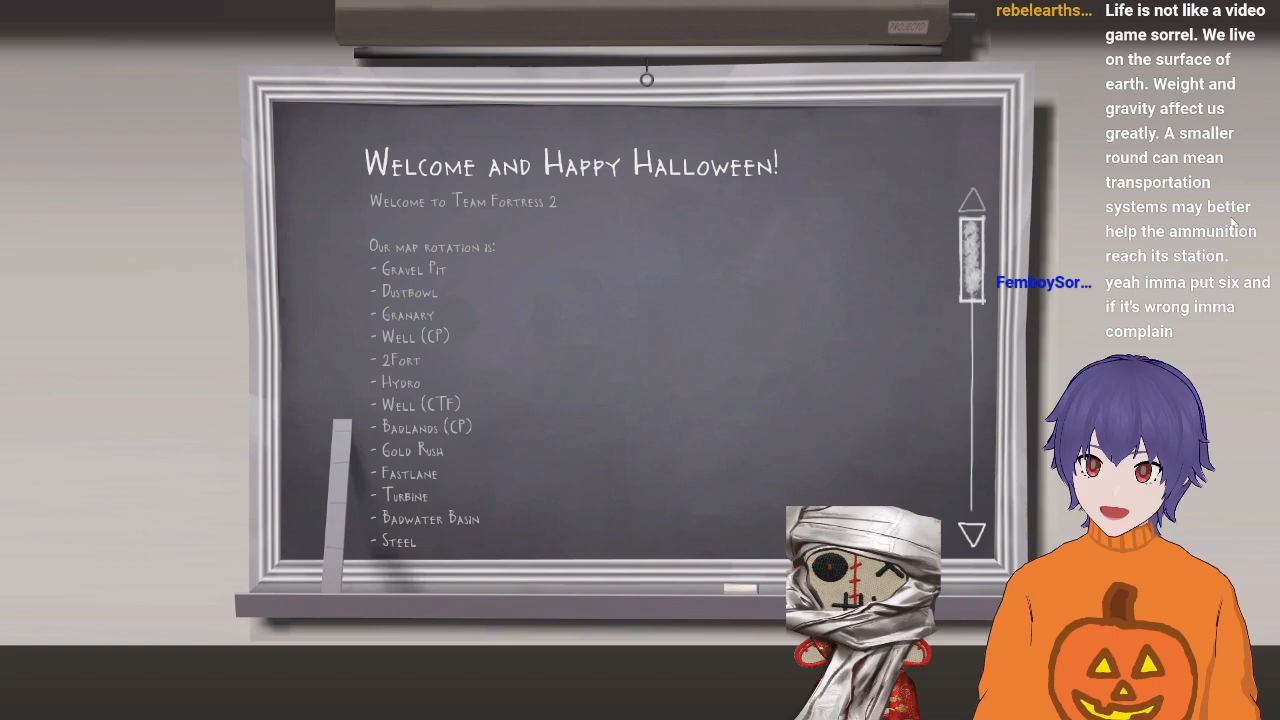 PROJECTO
WELCOME AND HAPPY HALLOWEEN!
WELCOME TO TEAM FORTRESS 2
OUR MAP ROTATION IS:
- GRAVEL PIT
- DUSTBOWL
- GRANARY
- WELL (CP)
- 2FORT
- HYDRO
- WELL (CTF)
- BADLANDS (CP)
- GOLD RUSH
- FASTLANE
- TURBINE
- BADWATER BASIN
- STEEL
rebelearths... Life is not like a video
game sorrel. We live
on the surface of
earth. Weight and
gravity affect us
greatly. A smaller
round can mean
transportation
systems may better
help the ammunition
reach its station.
FemboySor... yeah imma put six and
if it's wrong imma
complain